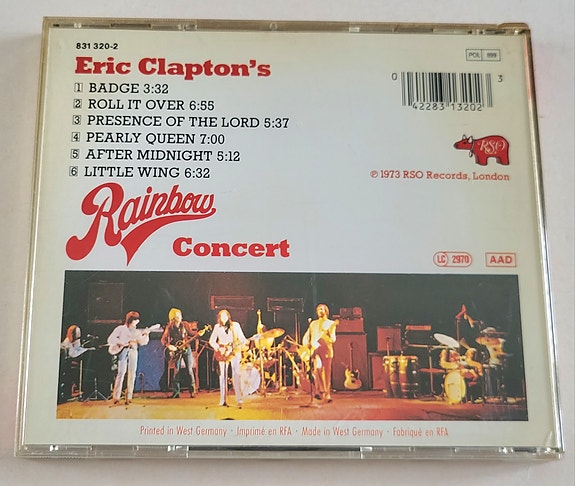 831 320-2
POL 899
Eric Clapton's
1 BADGE 3:32
2 ROLL IT OVER 6:55
3 PRESENCE OF THE LORD 5:37
4 PEARLY QUEEN 7:00
5 AFTER MIDNIGHT 5:12
6 LITTLE WING 6:32
0 42283 13202 3
RSO
℗ 1973 RSO Records, London
Rainbow
Concert
LC 2970
AAD
Printed in West Germany · Imprimé en RFA · Made in West Germany · Fabriqué en RFA